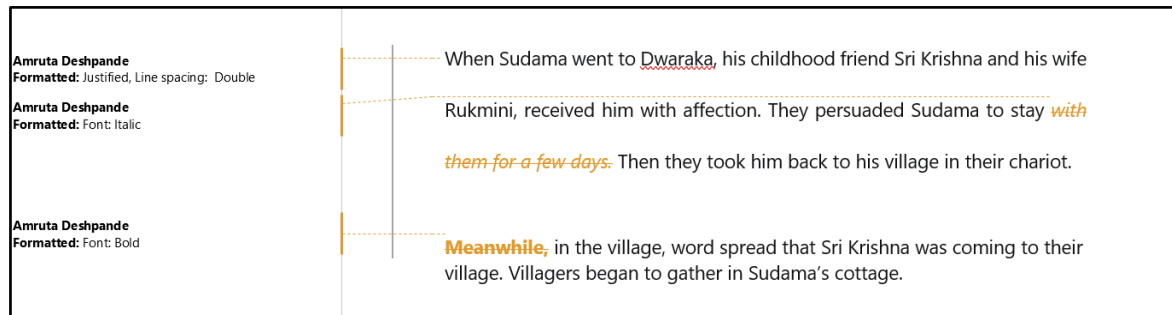 Amruta Deshpande
Formatted: Justified, Line spacing:  Double
Amruta Deshpande
Formatted: Font: Italic
Amruta Deshpande
Formatted: Font: Bold
When Sudama went to Dwaraka, his childhood friend Sri Krishna and his wife
Rukmini, received him with affection. They persuaded Sudama to stay with
them for a few days. Then they took him back to his village in their chariot.
Meanwhile, in the village, word spread that Sri Krishna was coming to their
village. Villagers began to gather in Sudama’s cottage.